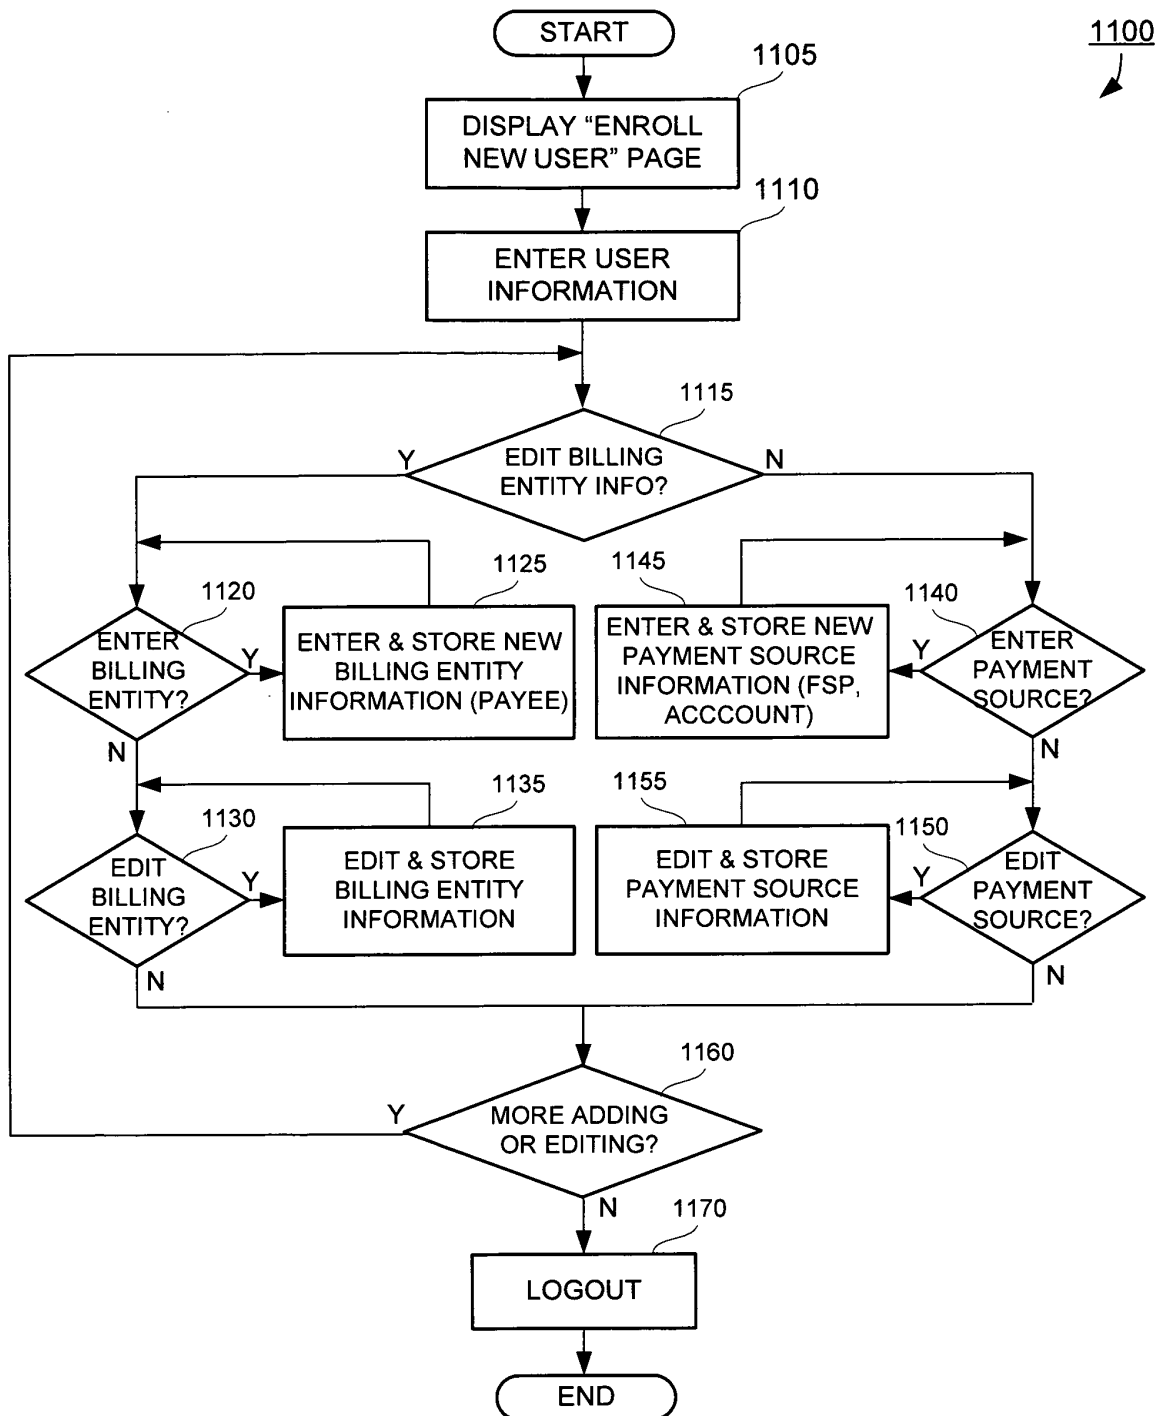 START
1100
1105
DISPLAY “ENROLL
NEW USER” PAGE
1110
ENTER USER
INFORMATION
1115
Y
EDIT BILLING
ENTITY INFO?
N
1120
ENTER
BILLING
ENTITY?
Y
N
1125
ENTER & STORE NEW
BILLING ENTITY
INFORMATION (PAYEE)
1145
ENTER & STORE NEW
PAYMENT SOURCE
INFORMATION (FSP,
ACCCOUNT)
1140
Y
ENTER
PAYMENT
SOURCE?
N
1130
EDIT
BILLING
ENTITY?
Y
N
1135
EDIT & STORE
BILLING ENTITY
INFORMATION
1155
EDIT & STORE
PAYMENT SOURCE
INFORMATION
1150
Y
EDIT
PAYMENT
SOURCE?
N
1160
Y
MORE ADDING
OR EDITING?
N
1170
LOGOUT
END